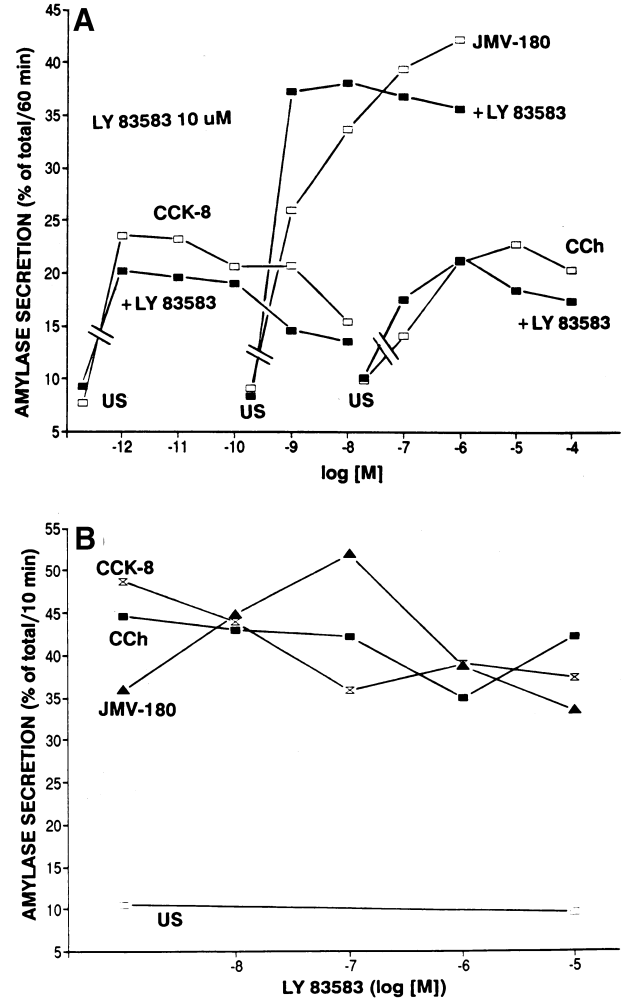 A
AMYLASE SECRETION (% of total/60 min)
45
40
35
30
25
20
15
10
5
LY 83583 10 uM
JMV-180
+ LY 83583
CCK-8
+ LY 83583
CCh
+ LY 83583
US
US
US
-12
-11
-10
-9
-8
-7
-6
-5
-4
log [M]
B
AMYLASE SECRETION (% of total/10 min)
55
50
45
40
35
30
25
20
15
10
5
CCK-8
CCh
JMV-180
US
-8
-7
-6
-5
LY 83583 (log [M])